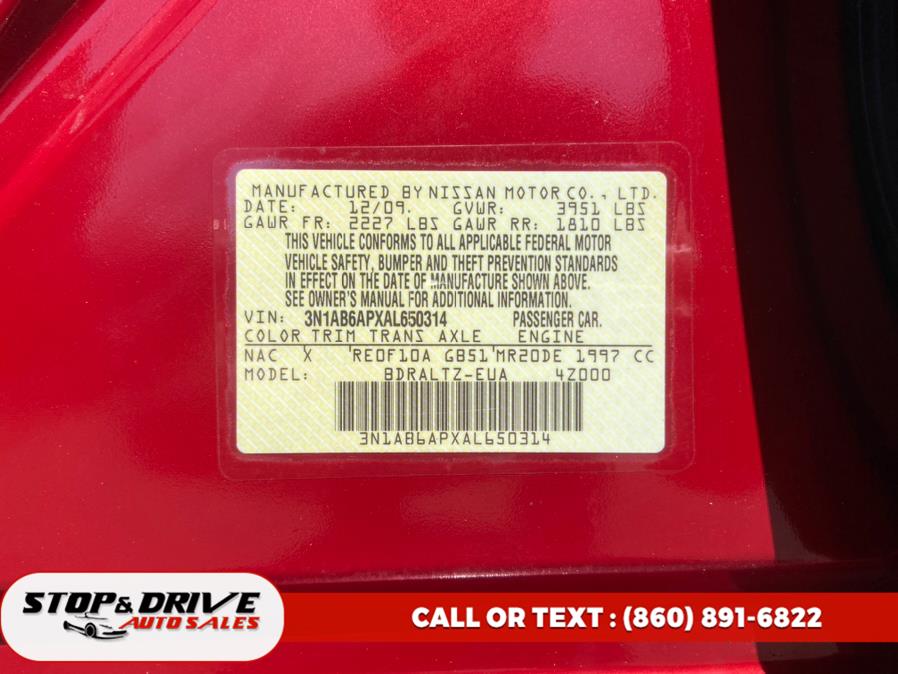 MANUFACTURED BY NISSAN MOTOR CO., LTD.
DATE: 12/09. GVWR: 3951 LBS
GAWR FR: 2227 LBS GAWR RR: 1810 LBS
THIS VEHICLE CONFORMS TO ALL APPLICABLE FEDERAL MOTOR
VEHICLE SAFETY, BUMPER AND THEFT PREVENTION STANDARDS
IN EFFECT ON THE DATE OF MANUFACTURE SHOWN ABOVE.
SEE OWNER'S MANUAL FOR ADDITIONAL INFORMATION.
VIN: 3N1AB6APXAL650314 PASSENGER CAR.
COLOR TRIM TRANS AXLE ENGINE
NAC X 'RE0F10A GB51'MR20DE 1997 CC
MODEL: BDRALTZ-EUA 4Z000
3N1AB6APXAL650314
STOP & DRIVE
AUTO SALES
CALL OR TEXT : (860) 891-6822